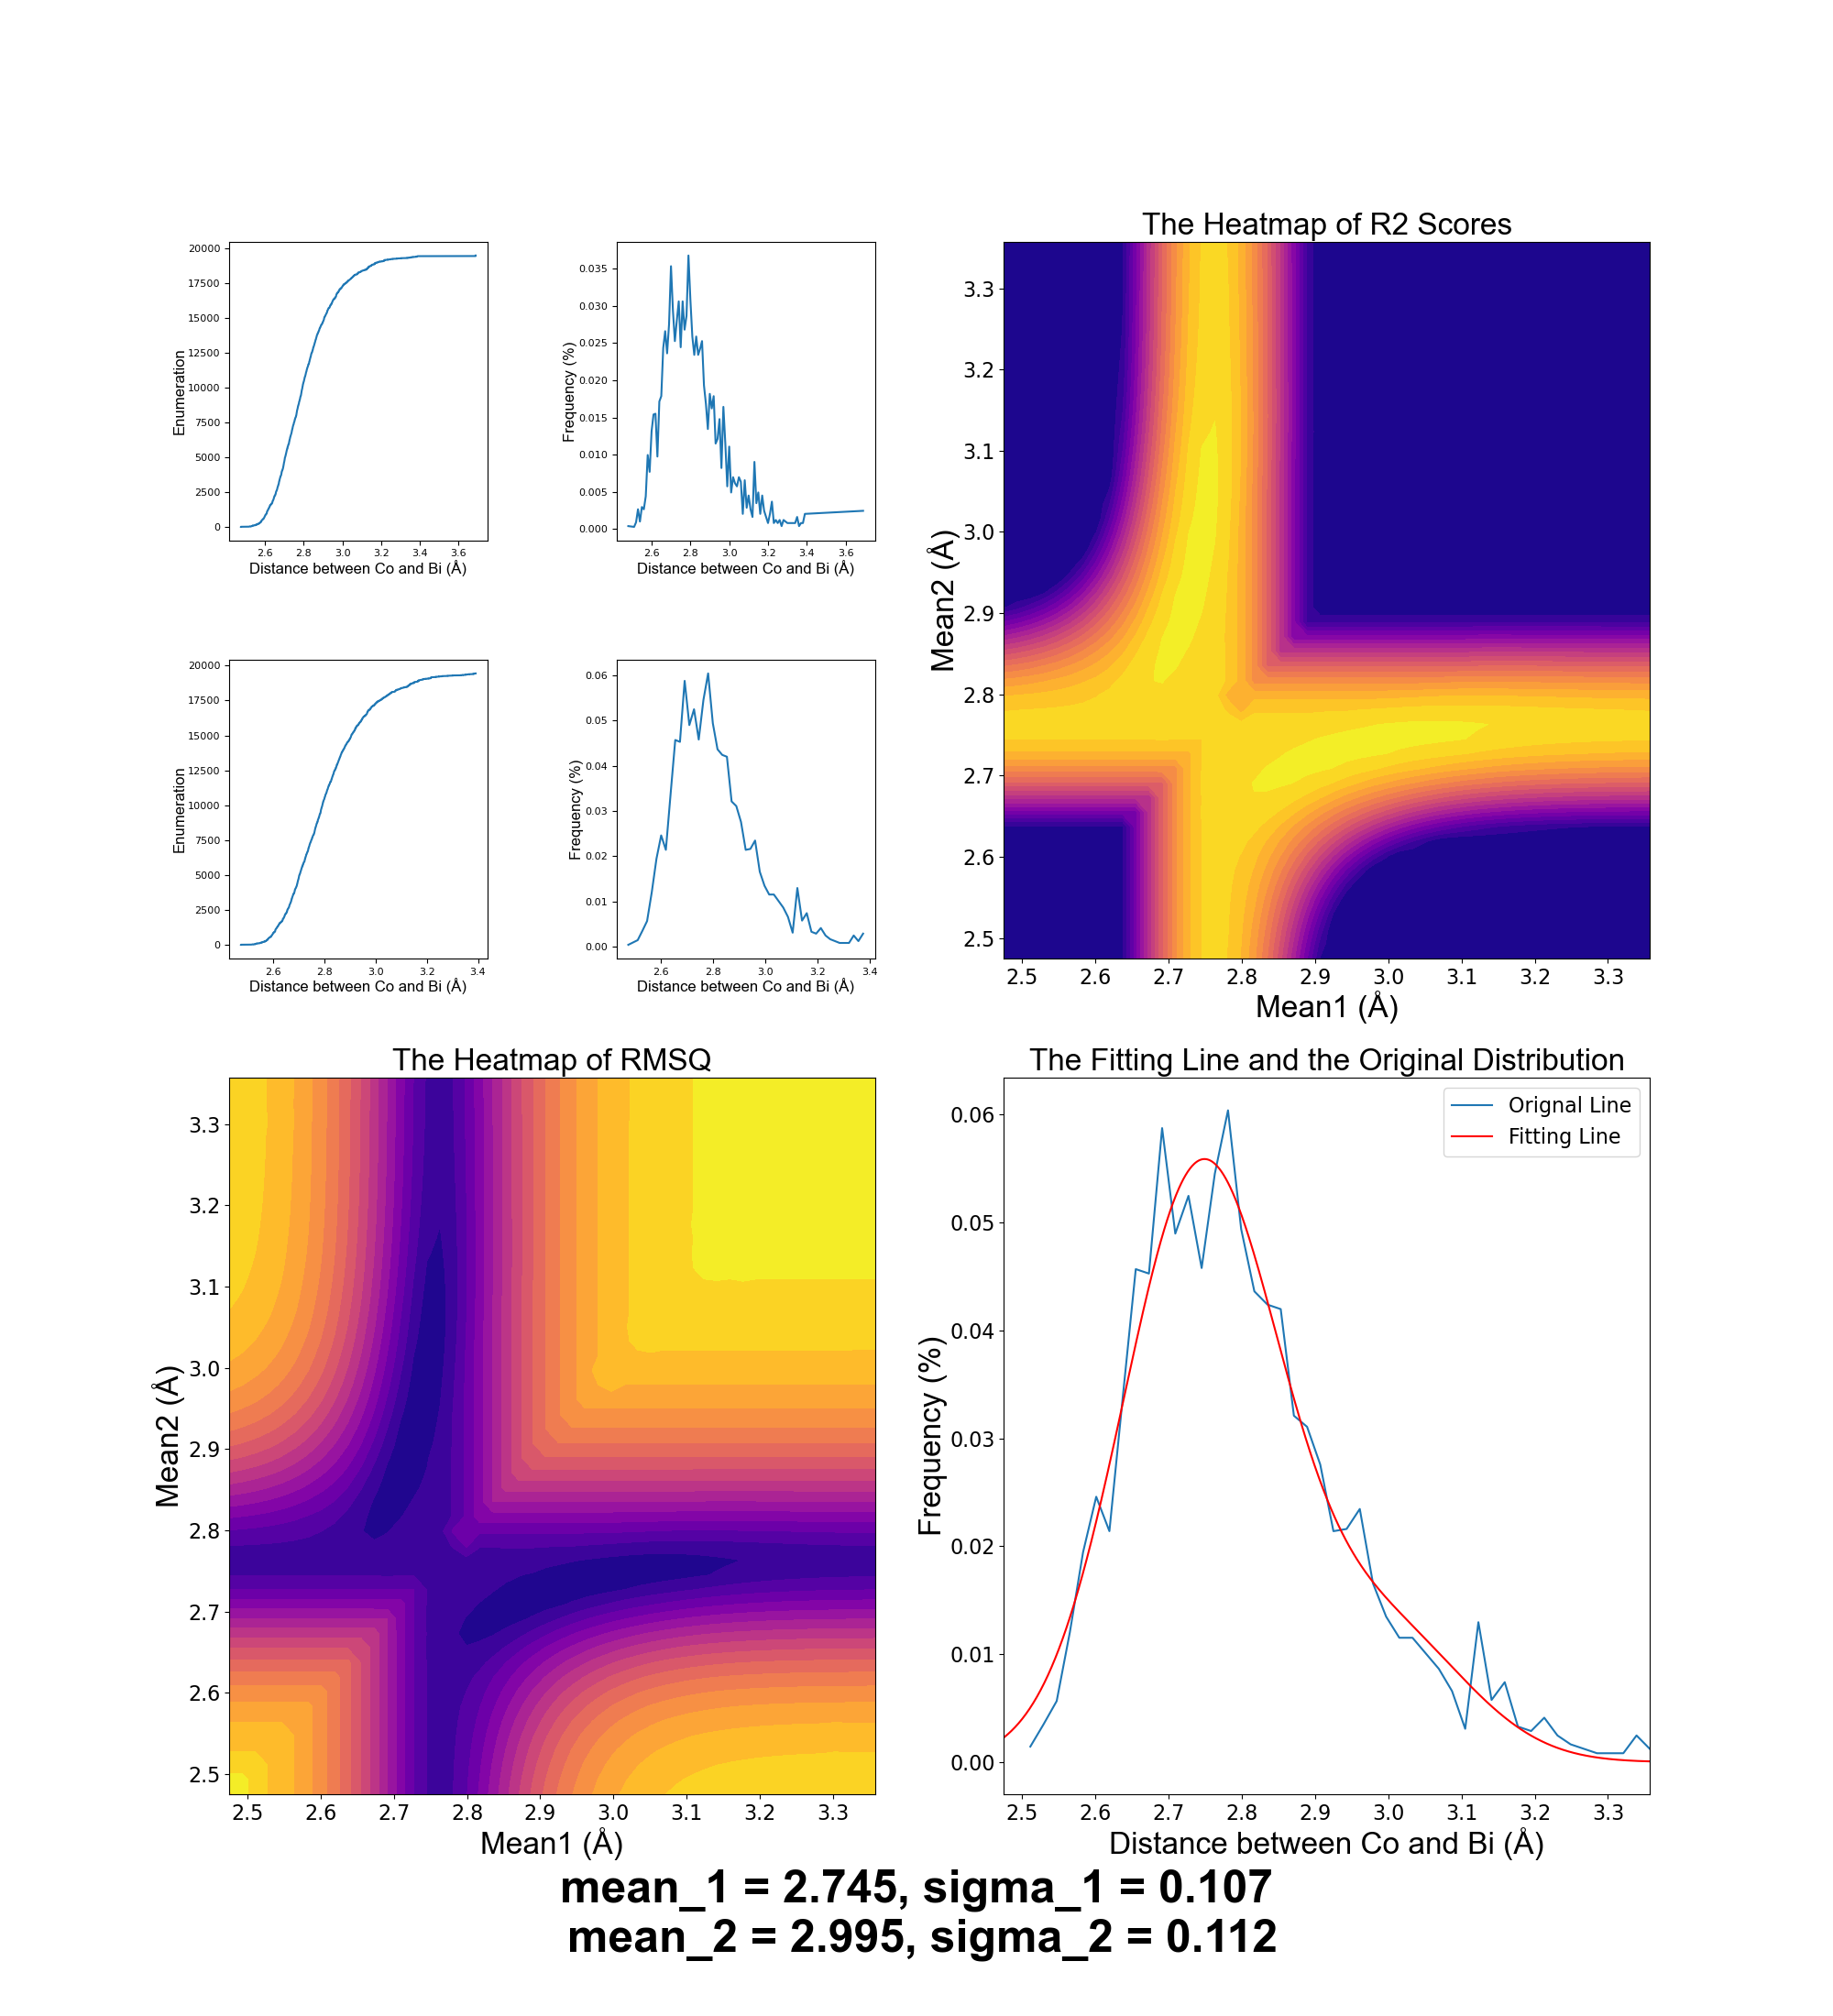 20000
17500
15000
12500
10000
7500
5000
2500
0
Enumeration
2.6 2.8 3.0 3.2 3.4 3.6
Distance between Co and Bi (Å)
0.035
0.030
0.025
0.020
0.015
0.010
0.005
0.000
Frequency (%)
2.6 2.8 3.0 3.2 3.4 3.6
Distance between Co and Bi (Å)
The Heatmap of R2 Scores
3.3
3.2
3.1
3.0
2.9
2.8
2.7
2.6
2.5
Mean2 (Å)
2.5 2.6 2.7 2.8 2.9 3.0 3.1 3.2 3.3
Mean1 (Å)
20000
17500
15000
12500
10000
7500
5000
2500
0
Enumeration
2.6 2.8 3.0 3.2 3.4
Distance between Co and Bi (Å)
0.06
0.05
0.04
0.03
0.02
0.01
0.00
Frequency (%)
2.6 2.8 3.0 3.2 3.4
Distance between Co and Bi (Å)
The Heatmap of RMSQ
3.3
3.2
3.1
3.0
2.9
2.8
2.7
2.6
2.5
Mean2 (Å)
2.5 2.6 2.7 2.8 2.9 3.0 3.1 3.2 3.3
Mean1 (Å)
The Fitting Line and the Original Distribution
Orignal Line
Fitting Line
0.06
0.05
0.04
0.03
0.02
0.01
0.00
Frequency (%)
2.5 2.6 2.7 2.8 2.9 3.0 3.1 3.2 3.3
Distance between Co and Bi (Å)
mean_1 = 2.745, sigma_1 = 0.107
mean_2 = 2.995, sigma_2 = 0.112